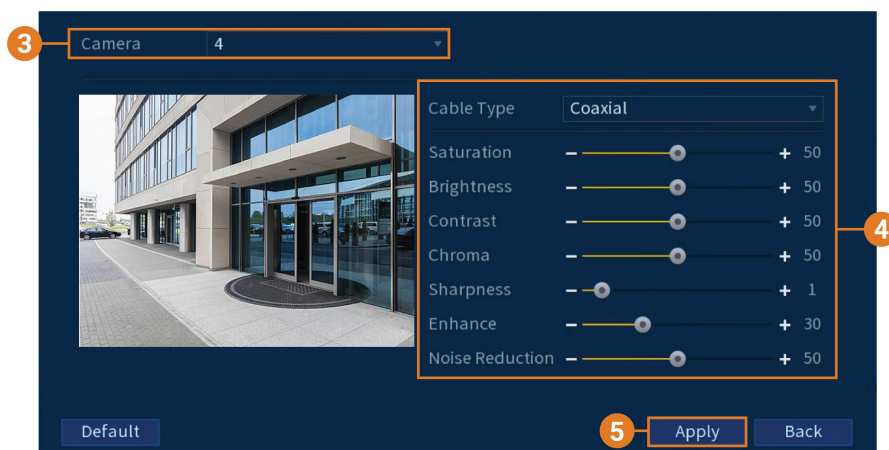 3 Camera 4
Cable Type Coaxial
Saturation 50
Brightness 50
Contrast 50
4
Chroma 50
Sharpness 1
Enhance 30
Noise Reduction 50
Default 5 Apply Back